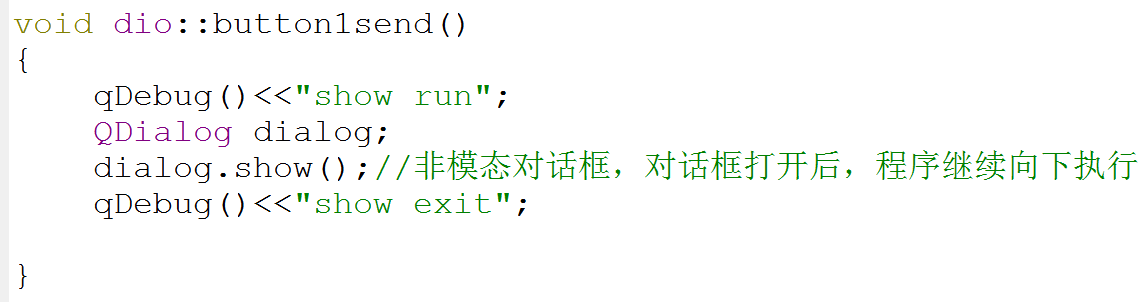 void dio::button1send()
{
    qDebug()<<"show run";
    QDialog dialog;
    dialog.show();//非模态对话框，对话框打开后，程序继续向下执行
    qDebug()<<"show exit";
}